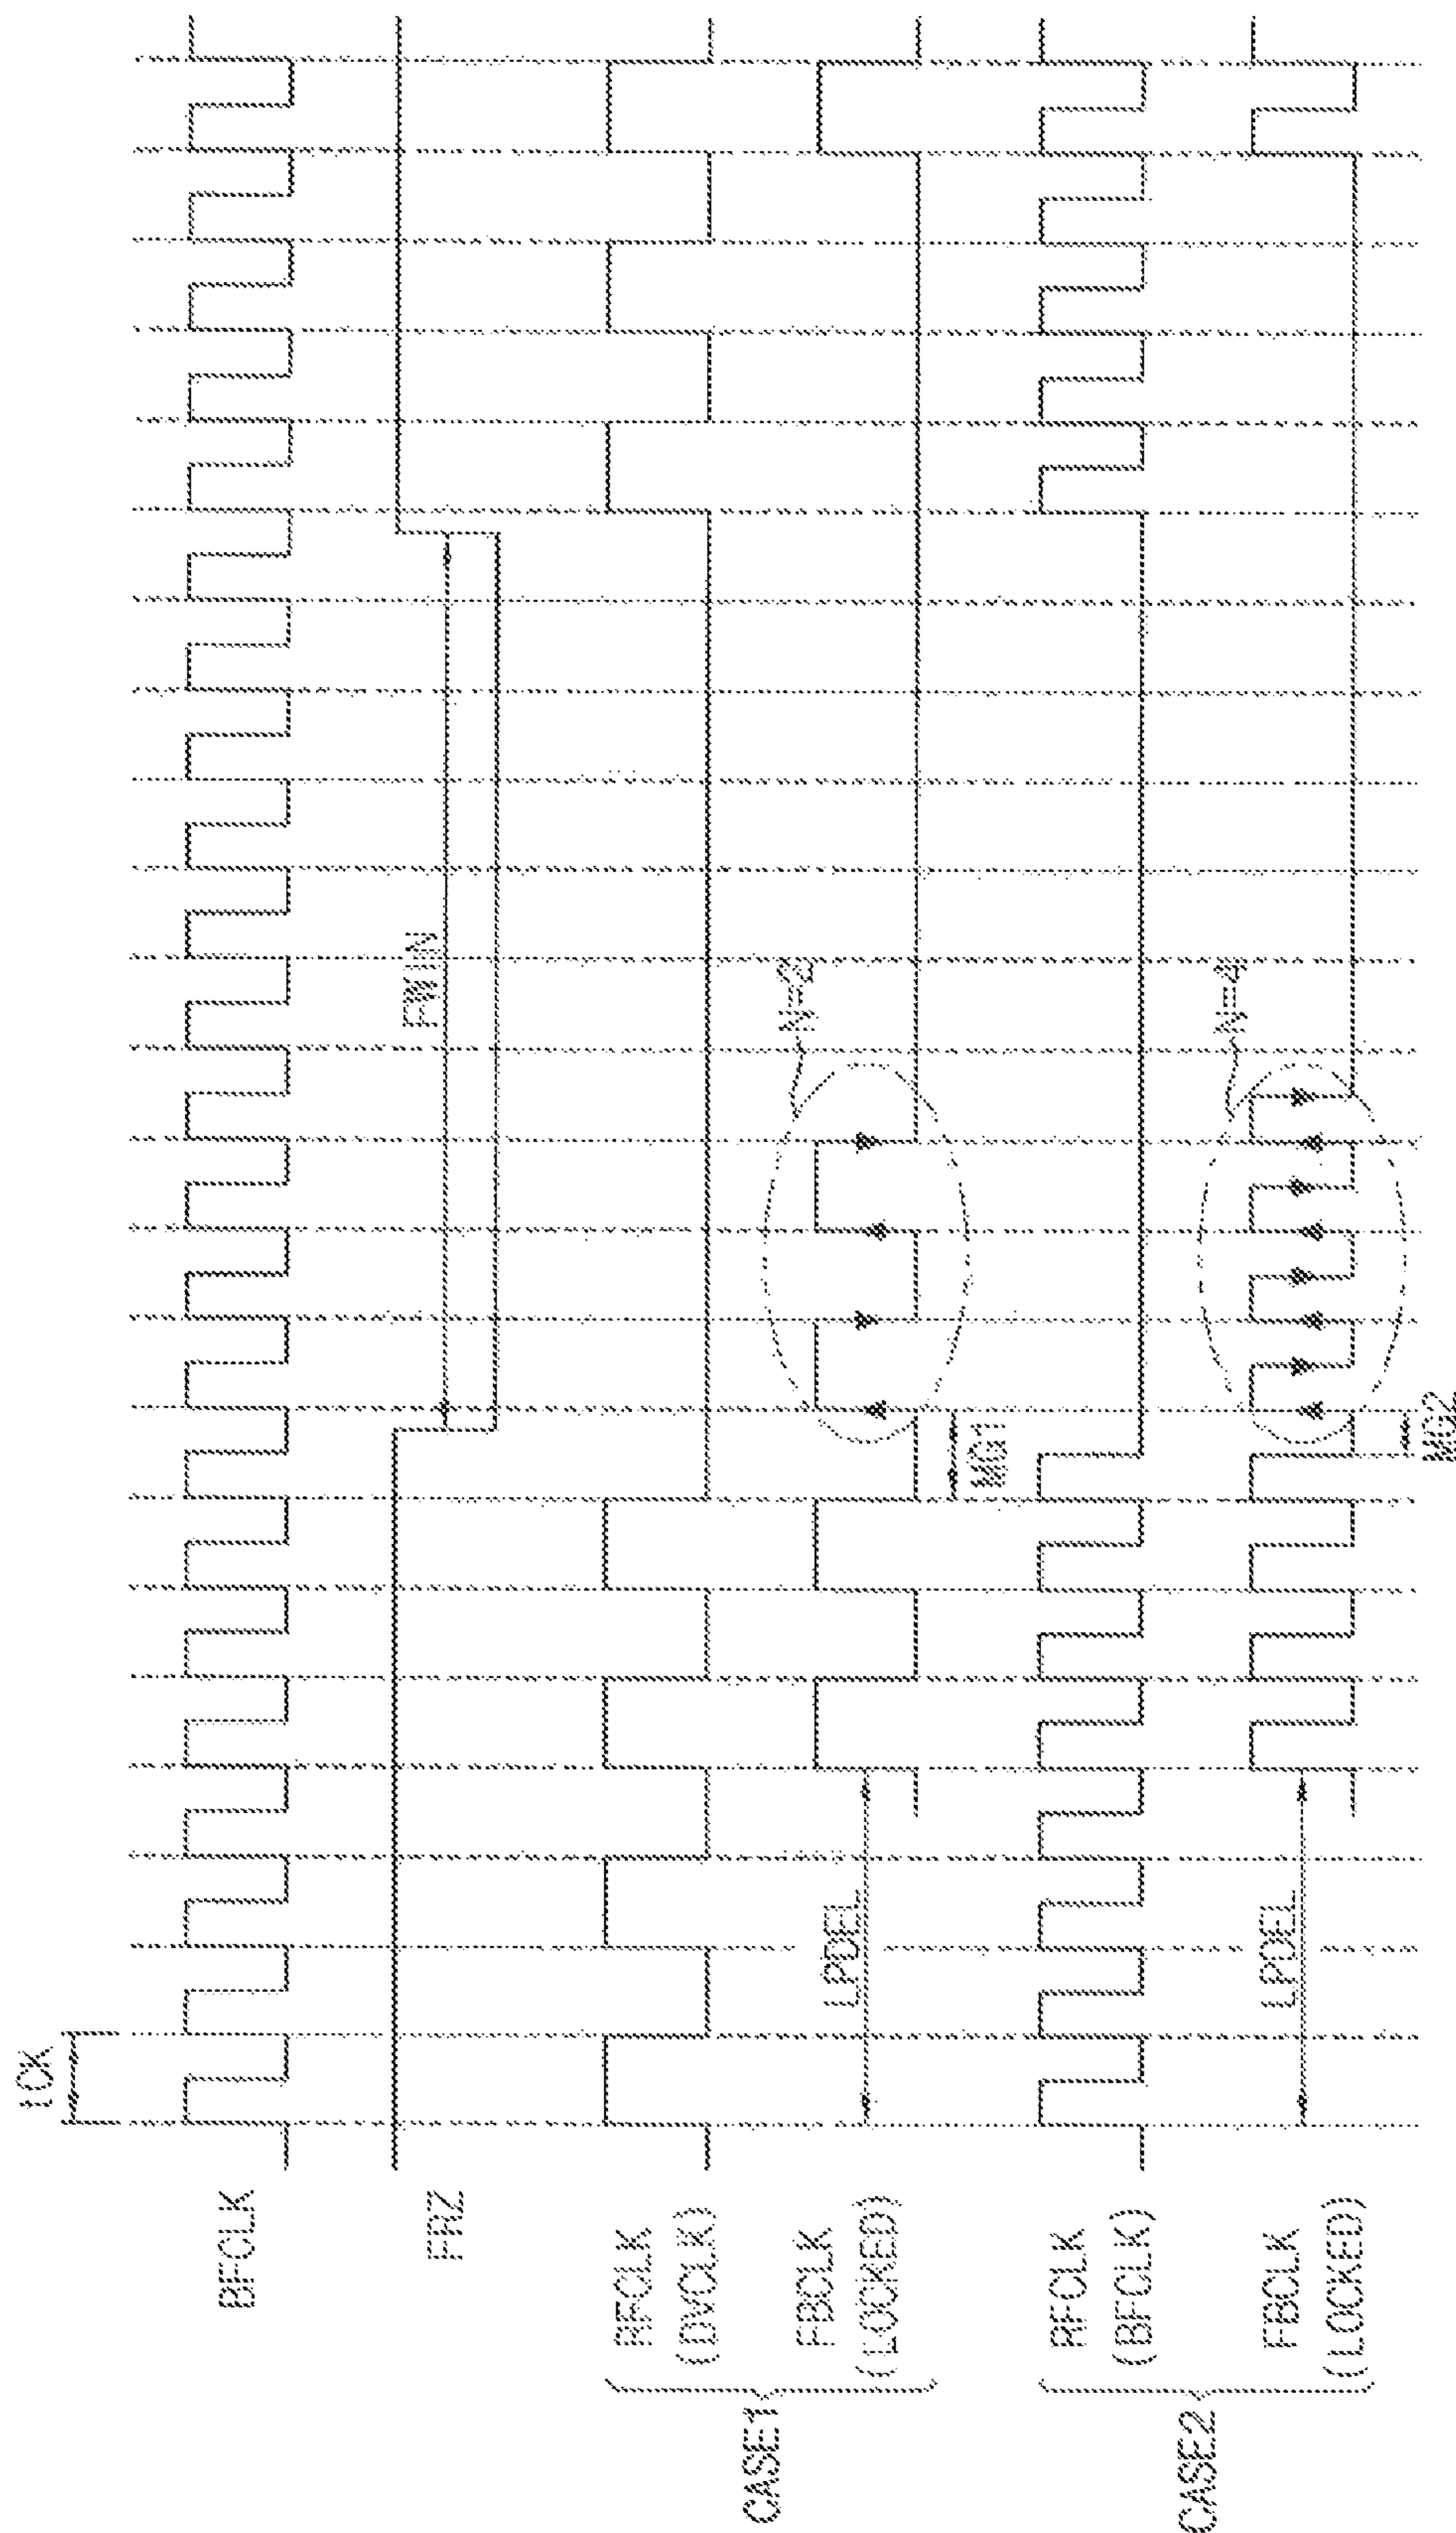 1CK
BFCLK
FRZ
FWIN
CASE1
RFCLK
(DVCLK)
FBCLK
(LOCKED)
LPDEL
MG1
N=2
CASE2
RFCLK
(BFCLK)
FBCLK
(LOCKED)
LPDEL
MG2
N=4